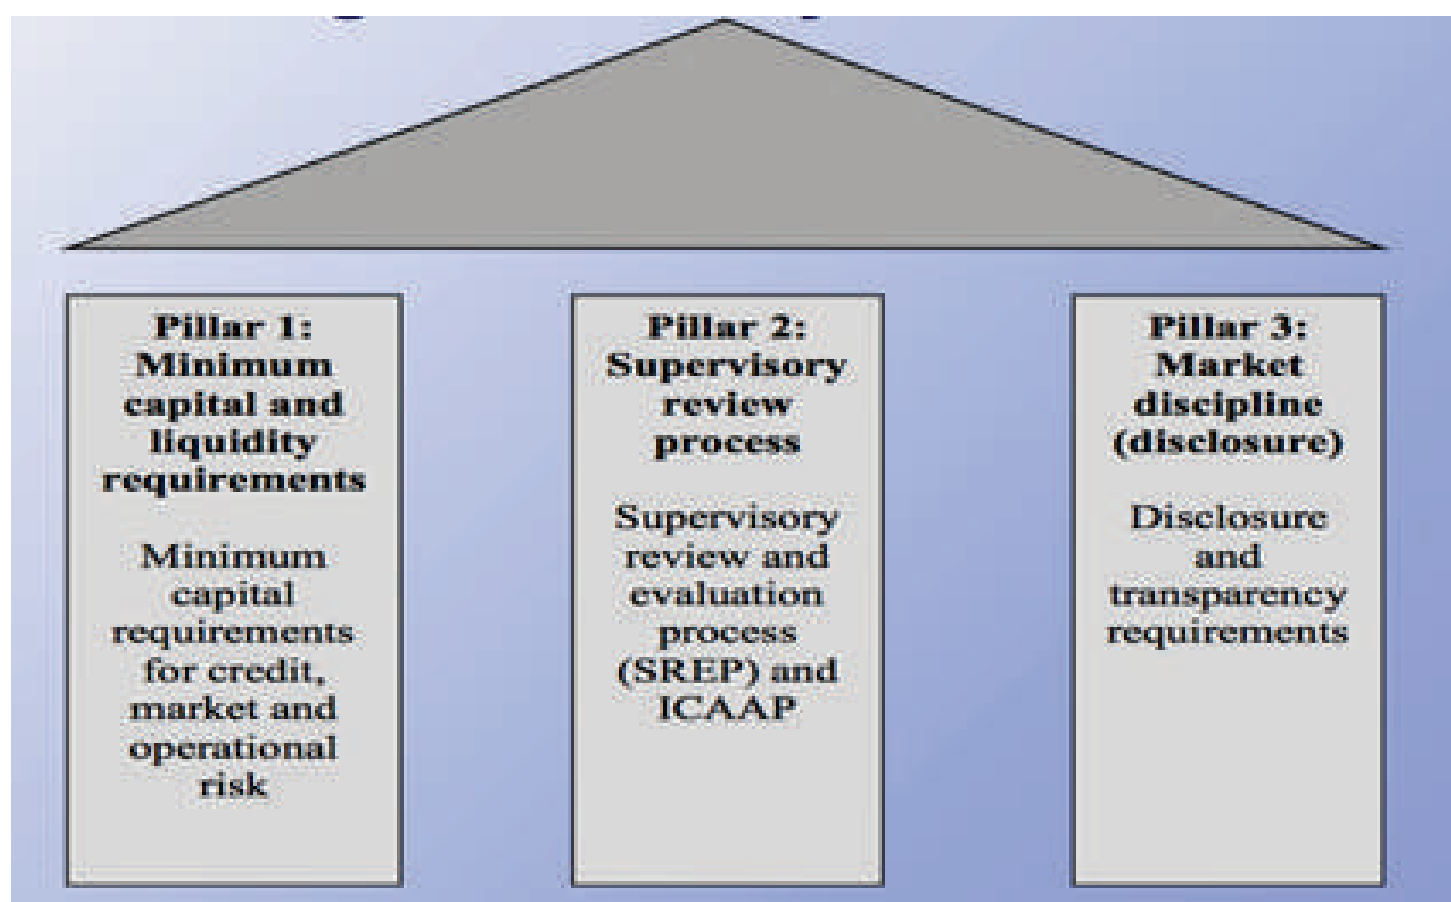 Pillar 1:
Minimum
capital and
liquidity
requirements
Minimum
capital
requirements
for credit,
market and
operational
risk
Pillar 2:
Supervisory
review
process
Supervisory
review and
evaluation
process
(SREP) and
ICAAP
Pillar 3:
Market
discipline
(disclosure)
Disclosure
and
transparency
requirements